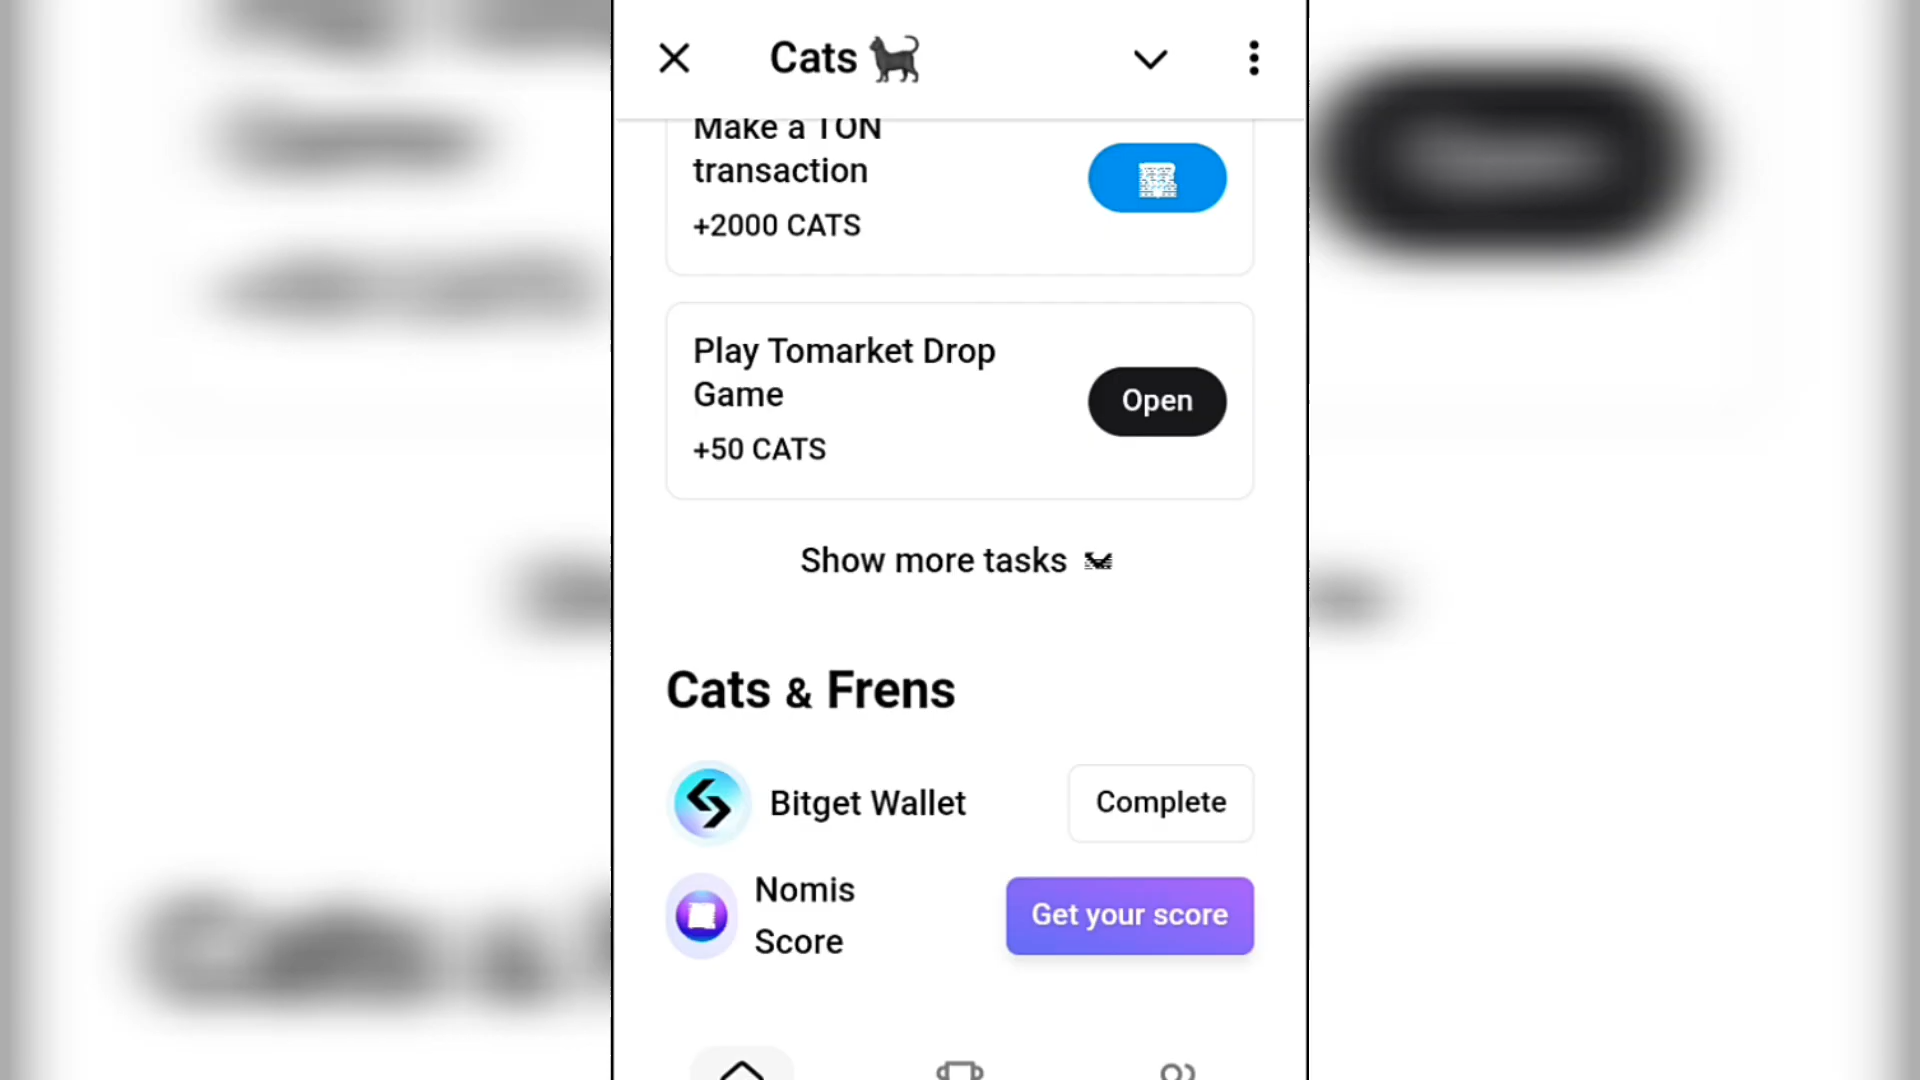 Cats 🐈‍⬛
Make a TON
transaction
+2000 CATS
Play Tomarket Drop
Game
Open
+50 CATS
Show more tasks
Cats & Frens
Bitget Wallet
Complete
Nomis
Score
Get your score